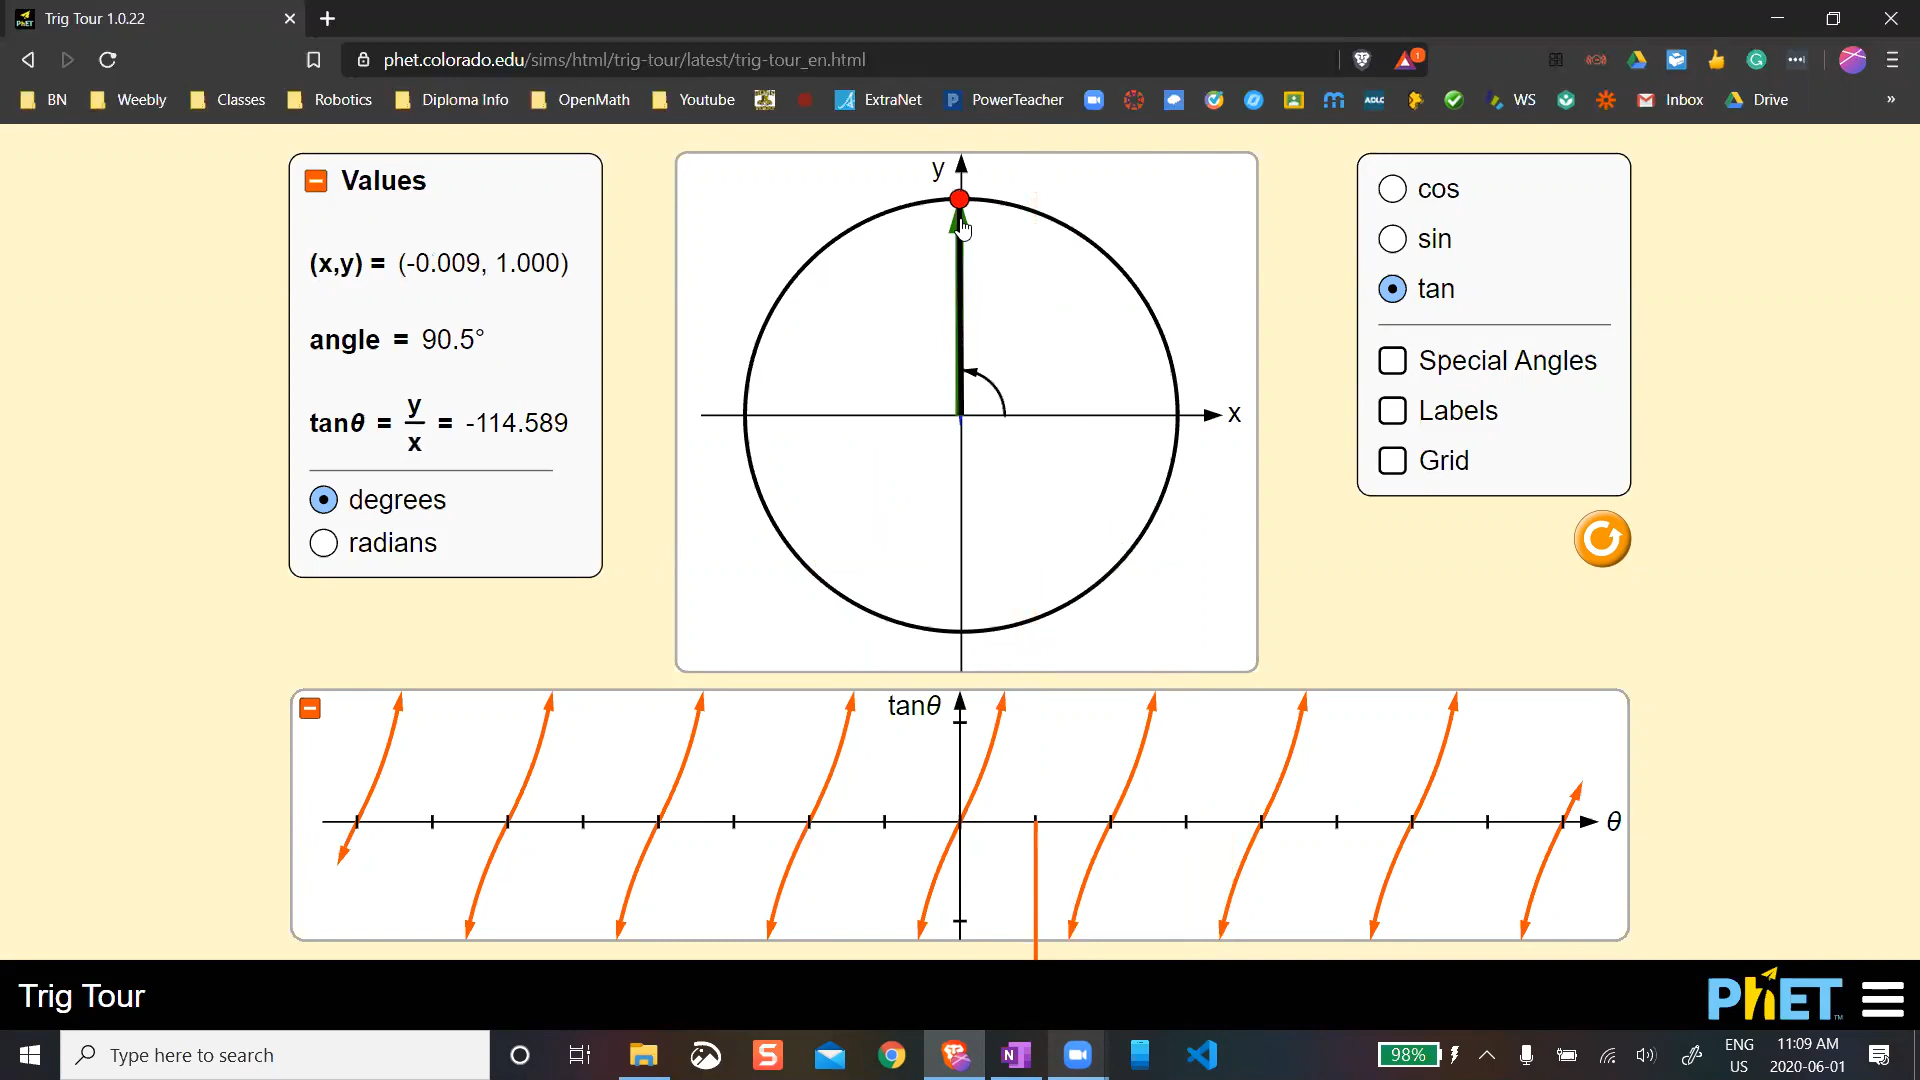 Trig Tour 1.0.22
phet.colorado.edu/sims/html/trig-tour/latest/trig-tour_en.html
1
BN Weebly Classes Robotics Diploma Info OpenMath Youtube ExtraNet PowerTeacher ADLC WS Inbox Drive »
Values
(x,y) = (-0.009, 1.000)
angle = 90.5°
tanθ = y/x = -114.589
degrees
radians
y
x
cos
sin
tan
Special Angles
Labels
Grid
tanθ
θ
Trig Tour
PhET
Type here to search
98%
ENG
US
11:09 AM
2020-06-01